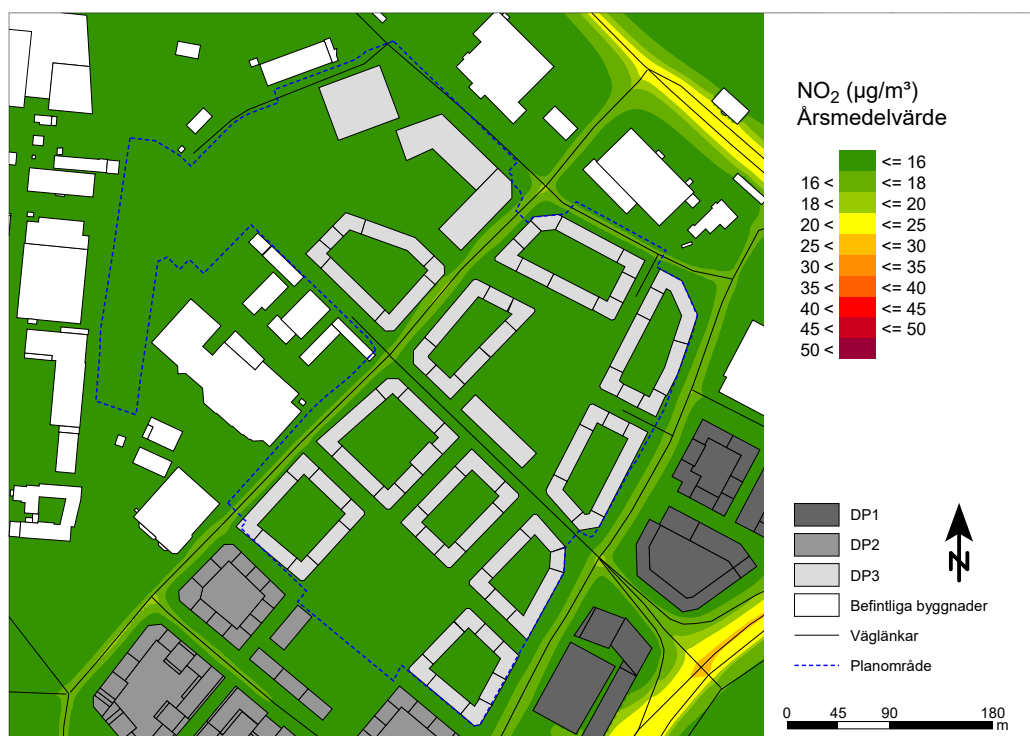 NO₂ (µg/m³)
Årsmedelvärde
<= 16
16 < <= 18
18 < <= 20
20 < <= 25
25 < <= 30
30 < <= 35
35 < <= 40
40 < <= 45
45 < <= 50
50 <
DP1
DP2
DP3
Befintliga byggnader
Väglänkar
Planområde
N
0 45 90 180
m